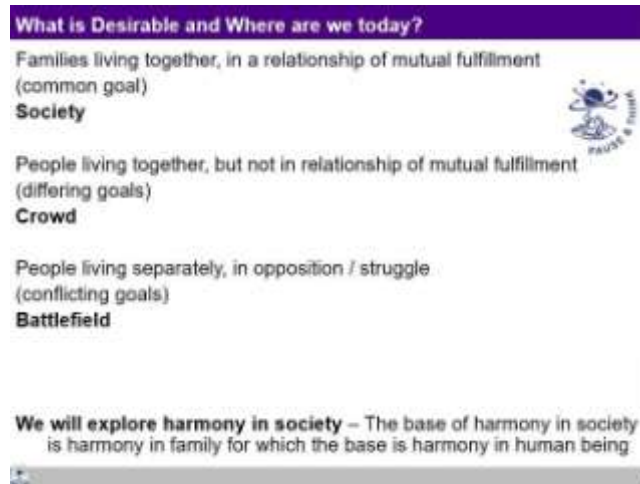 What is Desirable and Where are we today?
Families living together, in a relationship of mutual fulfillment
(common goal)
Society
PAUSE & THINK
People living together, but not in relationship of mutual fulfillment
(differing goals)
Crowd
People living separately, in opposition / struggle
(conflicting goals)
Battlefield
We will explore harmony in society – The base of harmony in society
is harmony in family for which the base is harmony in human being